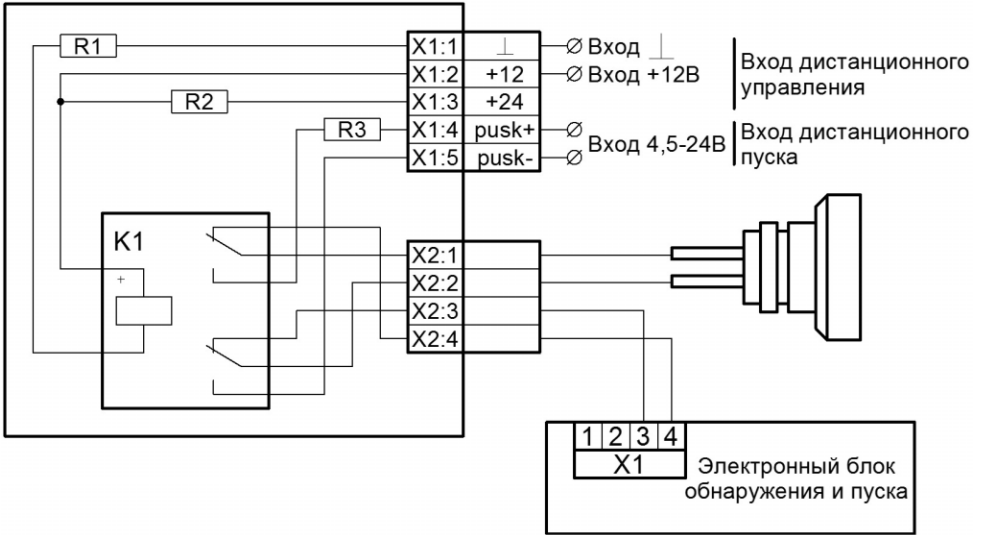 R1
X1:1 ⊥
Вход ⊥
X1:2 +12
Вход +12В
R2
X1:3 +24
Вход дистанционного
управления
R3
X1:4 pusk+
X1:5 pusk-
Вход 4,5-24В
Вход дистанционного
пуска
K1
+
X2:1
X2:2
X2:3
X2:4
1 2 3 4
X1
Электронный блок
обнаружения и пуска